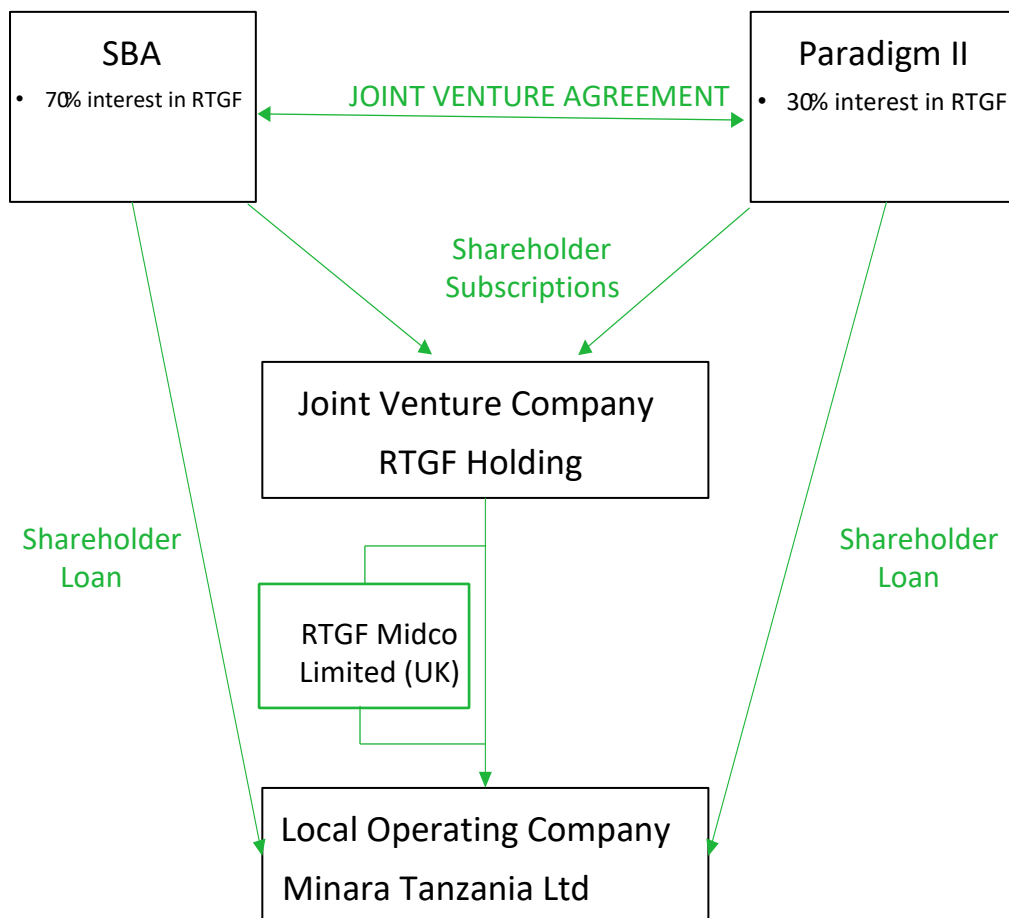 SBA
• 70% interest in RTGF
JOINT VENTURE AGREEMENT
Paradigm II
• 30% interest in RTGF
Shareholder
Subscriptions
Joint Venture Company
RTGF Holding
Shareholder
Loan
Shareholder
Loan
RTGF Midco
Limited (UK)
Local Operating Company
Minara Tanzania Ltd